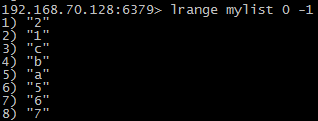 192.168.70.128:6379> lrange mylist 0 -1
1) "2"
2) "1"
3) "c"
4) "b"
5) "a"
6) "5"
7) "6"
8) "7"